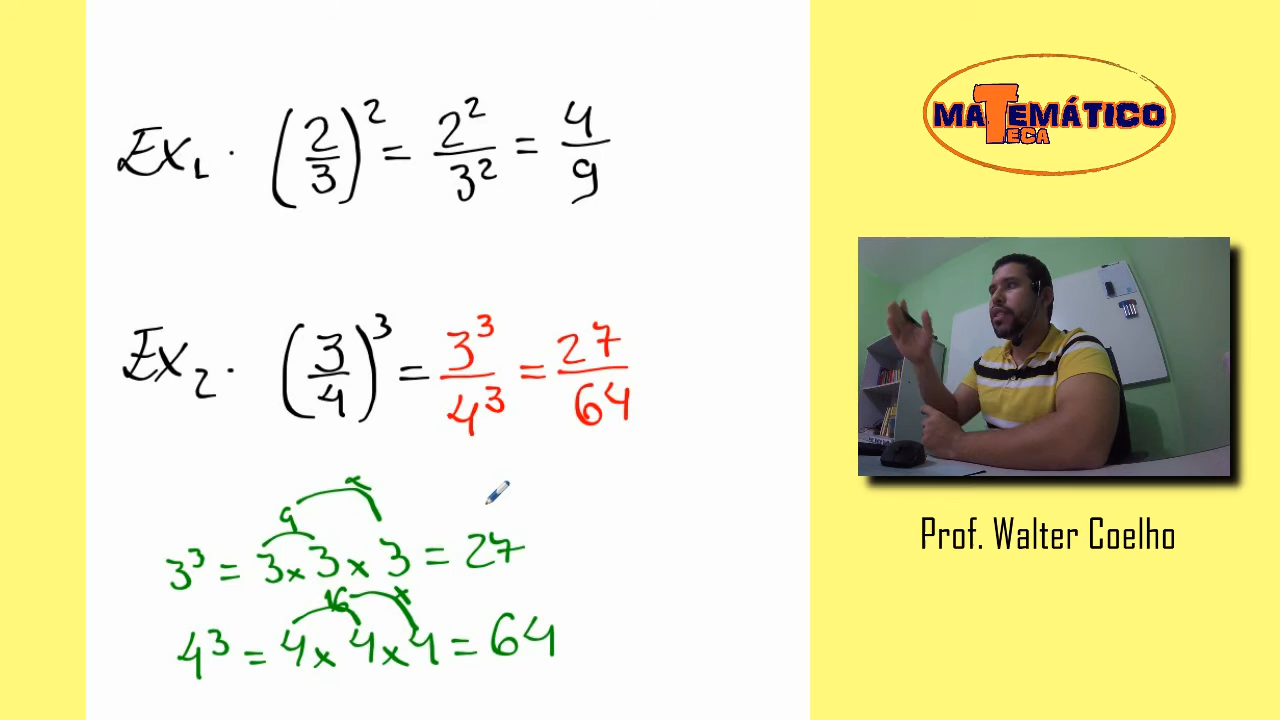 Ex₁. (2/3)² = 2²/3² = 4/9
Ex₂. (3/4)³ = 3³/4³ = 27/64
9 x
3³ = 3x3x3 = 27
16 x
4³ = 4x4x4 = 64
MATEMÁTICO
TECA
Prof. Walter Coelho